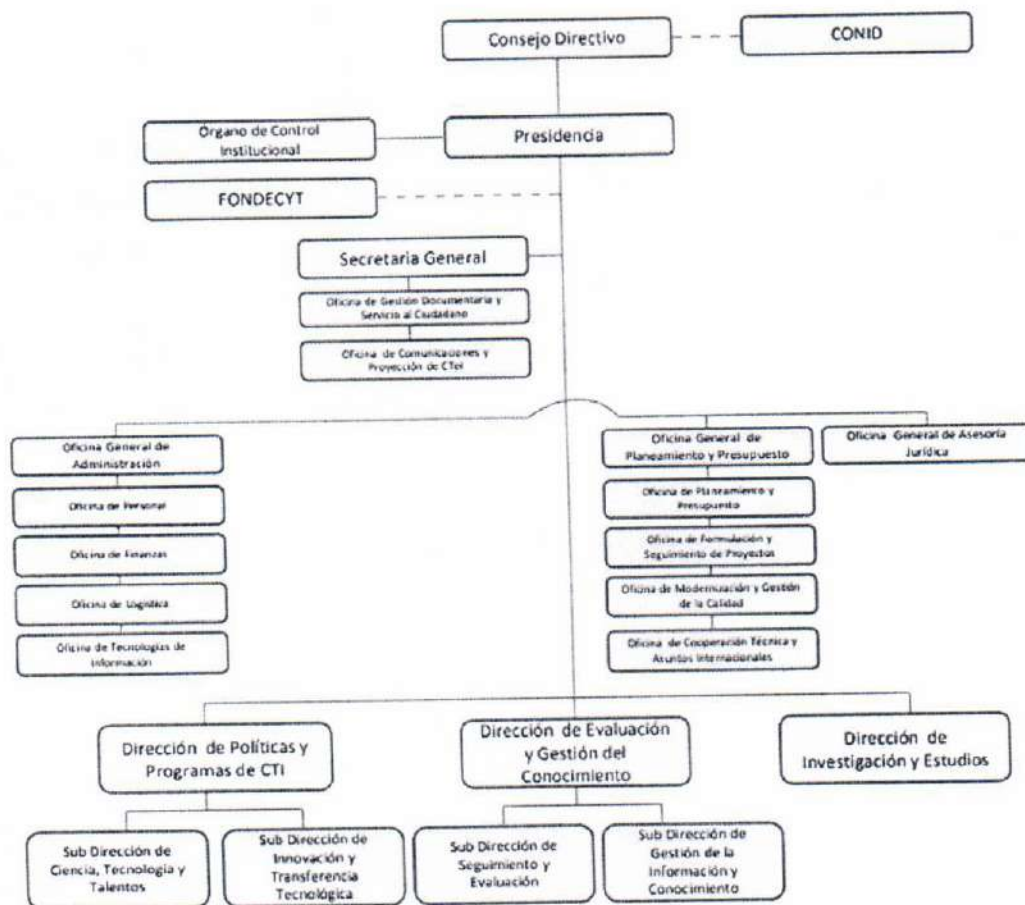 Consejo Directivo
CONID
Órgano de Control
Institucional
Presidencia
FONDECYT
Secretaria General
Oficina de Gestión Documentaria y
Servicio al Ciudadano
Oficina de Comunicaciones y
Proyección de CTeI
Oficina General de
Administración
Oficina de Personal
Oficina de Finanzas
Oficina de Logística
Oficina de Tecnologías de
Información
Oficina General de
Planeamiento y Presupuesto
Oficina de Planeamiento y
Presupuesto
Oficina de Formulación y
Seguimiento de Proyectos
Oficina de Modernización y Gestión
de la Calidad
Oficina de Cooperación Técnica y
Asuntos Internacionales
Oficina General de Asesoría
Jurídica
Dirección de Políticas y
Programas de CTI
Dirección de Evaluación
y Gestión del
Conocimiento
Dirección de
Investigación y Estudios
Sub Dirección de
Ciencia, Tecnología y
Talentos
Sub Dirección de
Innovación y
Transferencia
Tecnológica
Sub Dirección de
Seguimiento y
Evaluación
Sub Dirección de
Gestión de la
Información y
Conocimiento